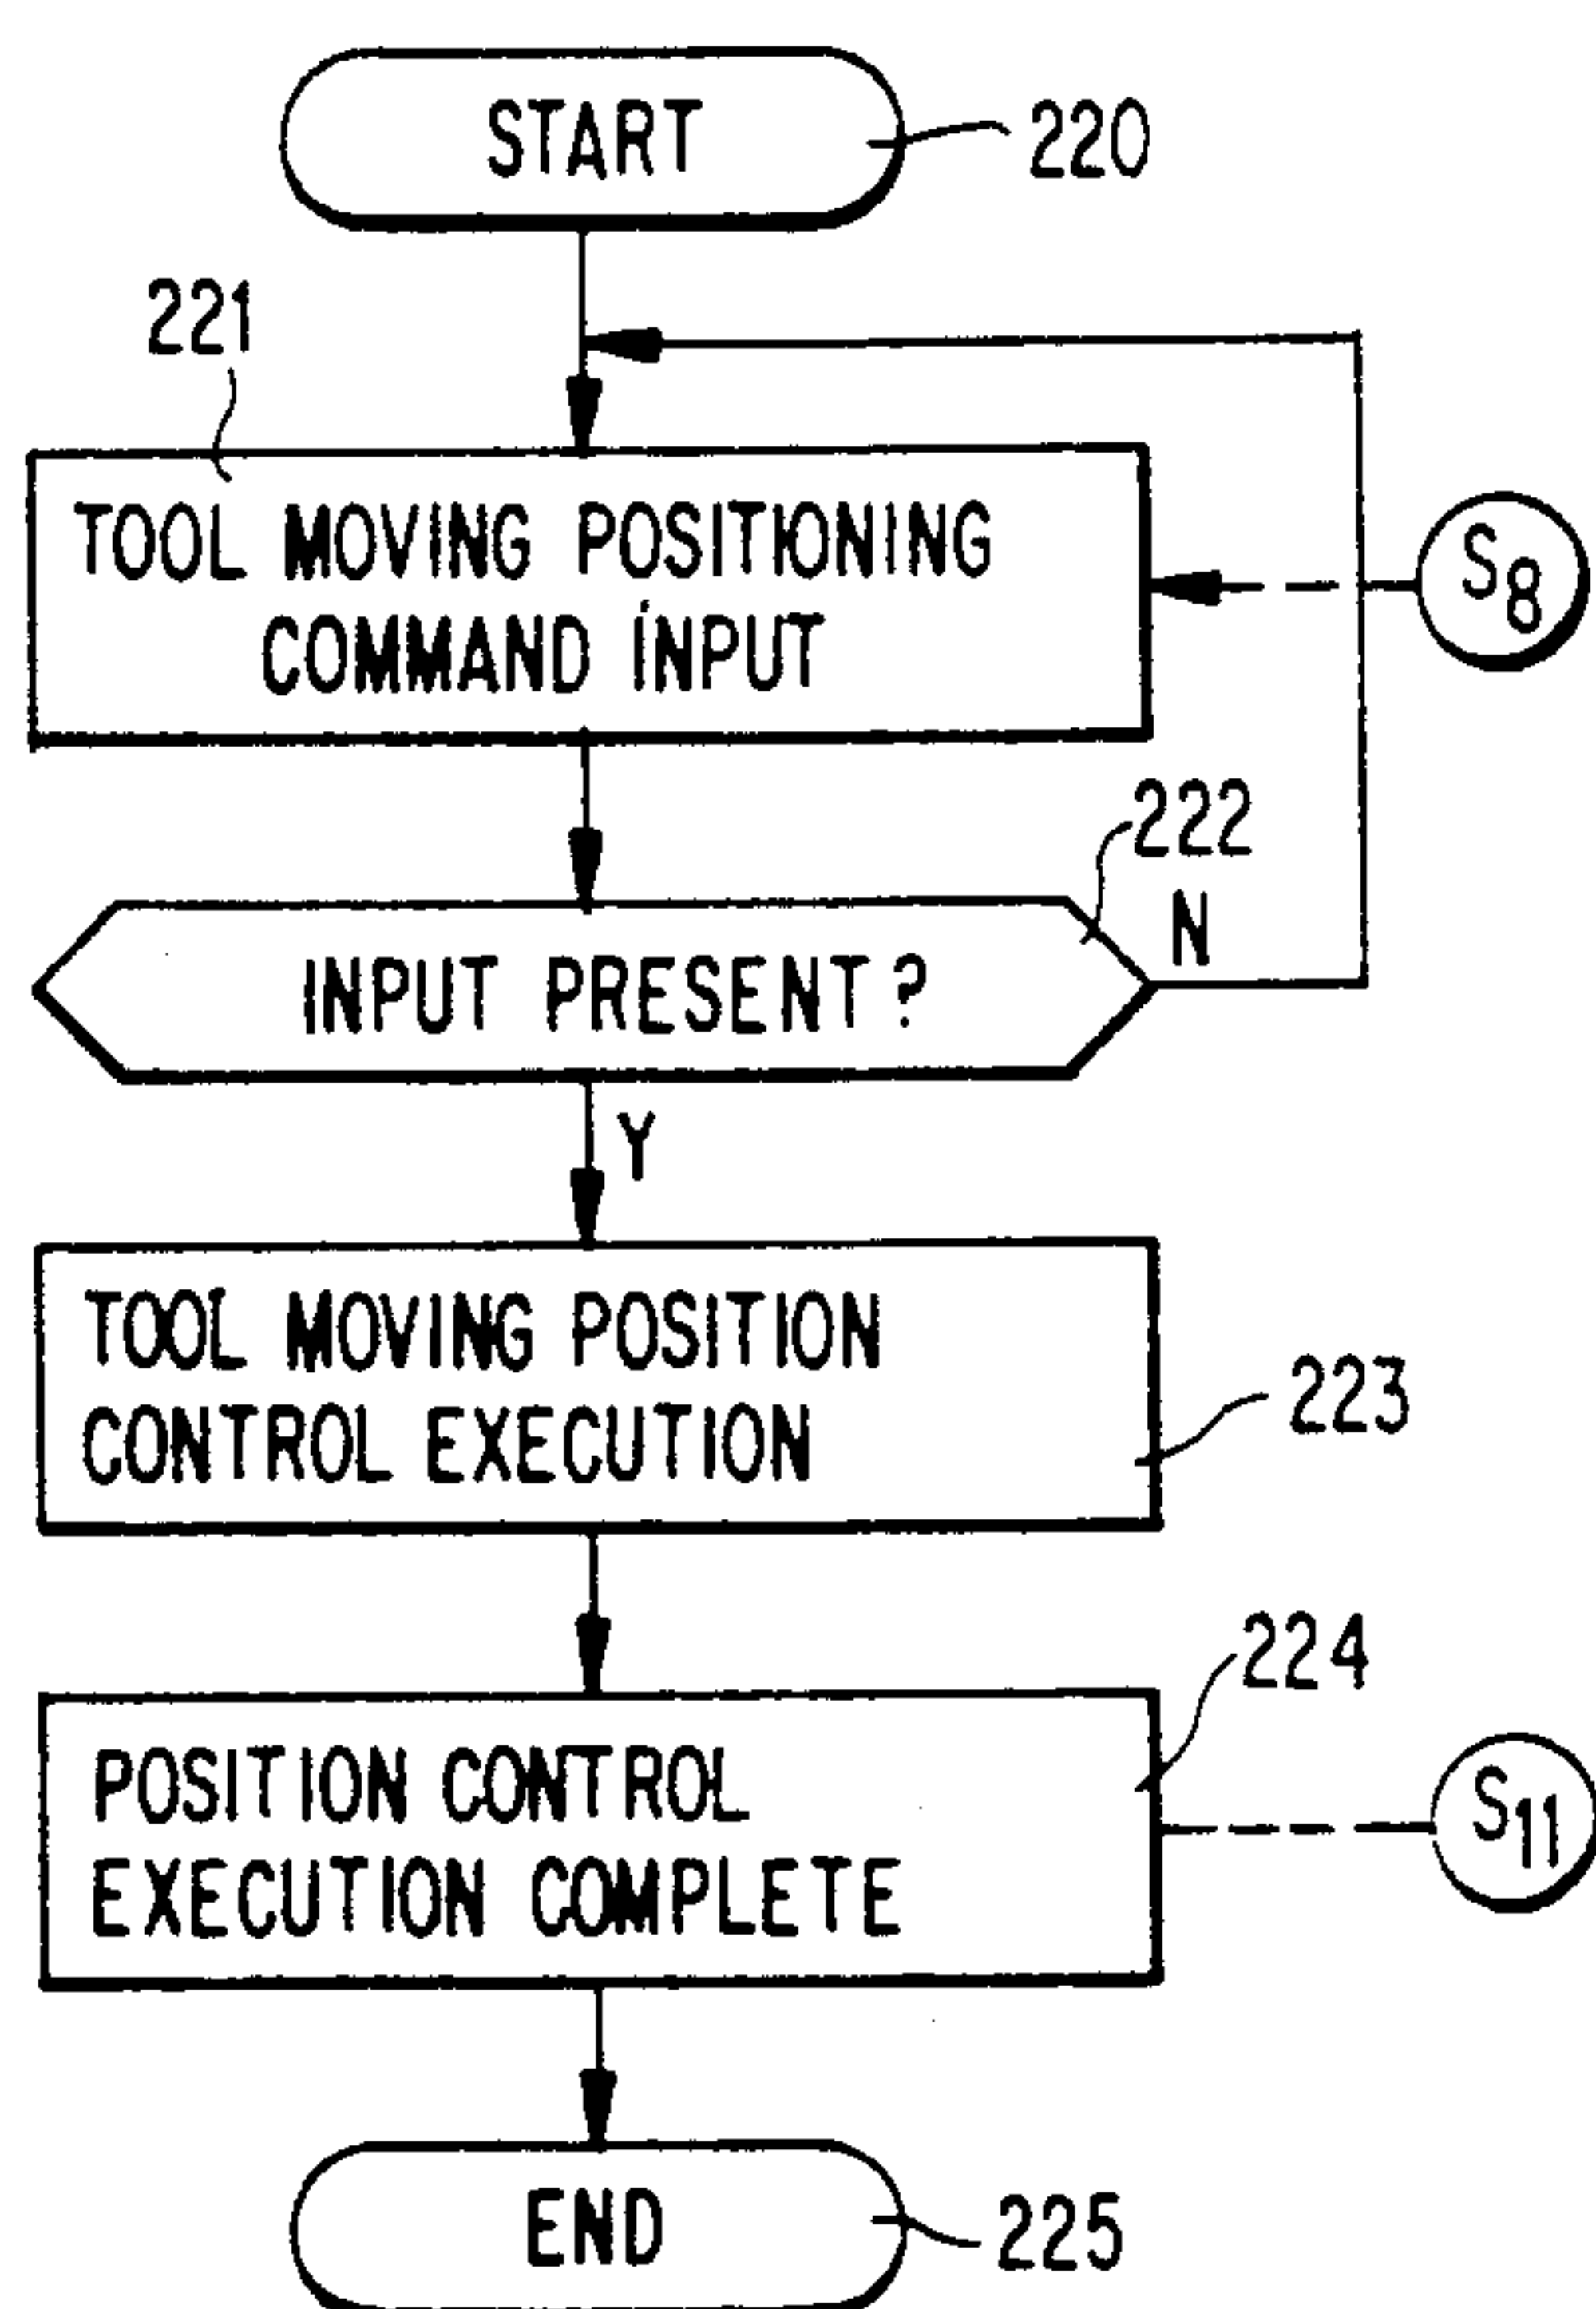 START
220
221
TOOL MOVING POSITIONING
COMMAND INPUT
S8
222
N
INPUT PRESENT?
Y
TOOL MOVING POSITION
CONTROL EXECUTION
223
224
POSITION CONTROL
EXECUTION COMPLETE
S11
END
225